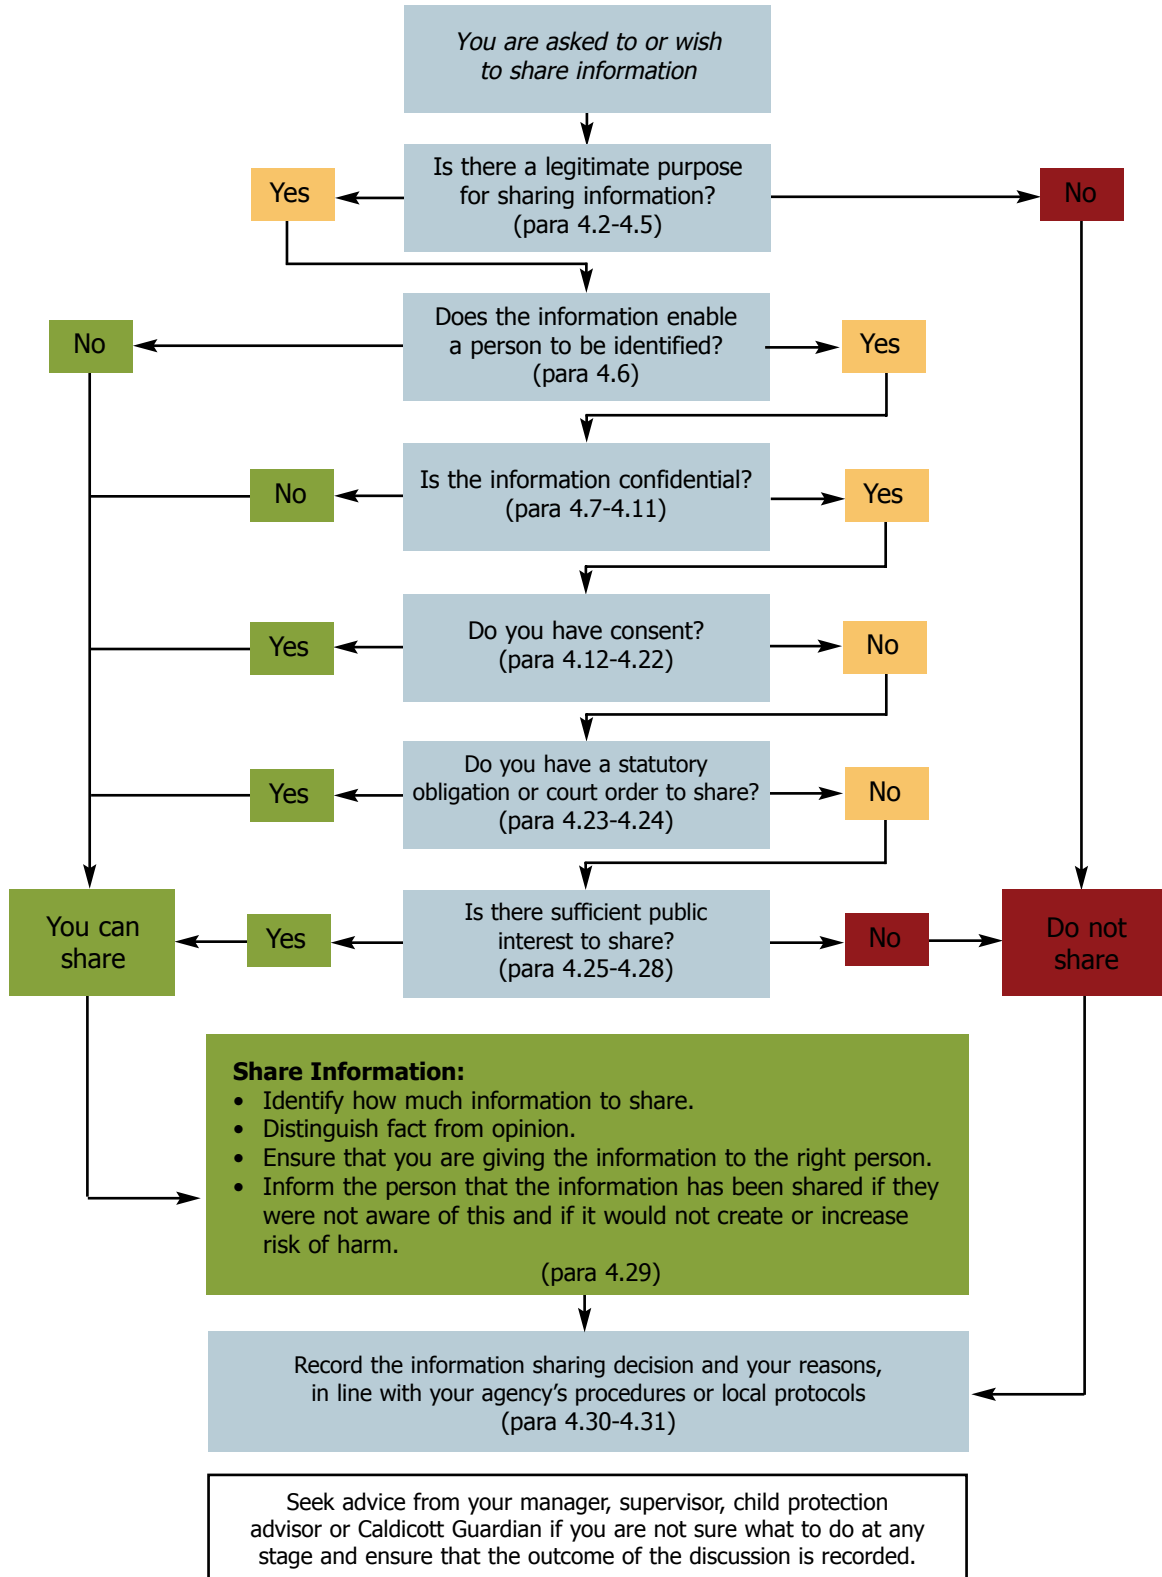 You are asked to or wish
to share information
Is there a legitimate purpose
for sharing information?
(para 4.2-4.5)
Yes
No
Does the information enable
a person to be identified?
(para 4.6)
No
Yes
Is the information confidential?
(para 4.7-4.11)
No
Yes
Do you have consent?
(para 4.12-4.22)
Yes
No
Do you have a statutory
obligation or court order to share?
(para 4.23-4.24)
Yes
No
Is there sufficient public
interest to share?
(para 4.25-4.28)
You can
share
Yes
No
Do not
share
Share Information:
• Identify how much information to share.
• Distinguish fact from opinion.
• Ensure that you are giving the information to the right person.
• Inform the person that the information has been shared if they
were not aware of this and if it would not create or increase
risk of harm.
(para 4.29)
Record the information sharing decision and your reasons,
in line with your agency’s procedures or local protocols
(para 4.30-4.31)
Seek advice from your manager, supervisor, child protection
advisor or Caldicott Guardian if you are not sure what to do at any
stage and ensure that the outcome of the discussion is recorded.